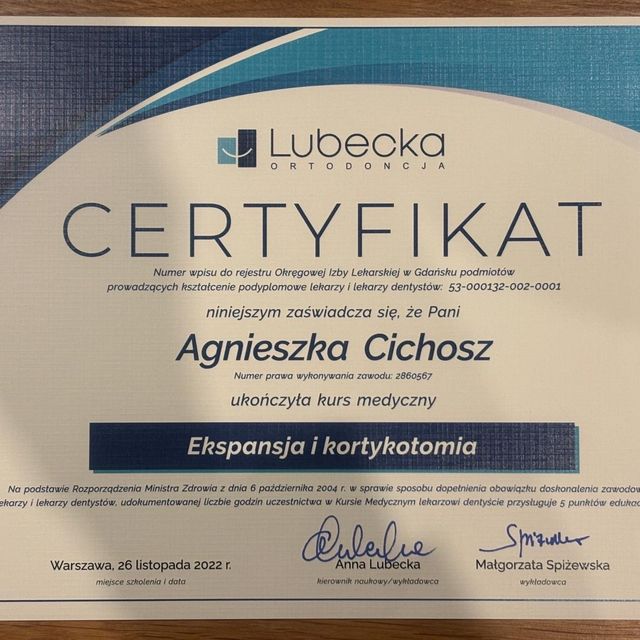 Lubecka
ORTODONCJA
CERTYFIKAT
Numer wpisu do rejestru Okręgowej Izby Lekarskiej w Gdańsku podmiotów
prowadzących kształcenie podyplomowe lekarzy i lekarzy dentystów: 53-000132-002-0001
niniejszym zaświadcza się, że Pani
Agnieszka Cichosz
Numer prawa wykonywania zawodu: 2860567
ukończyła kurs medyczny
Ekspansja i kortykotomia
Na podstawie Rozporządzenia Ministra Zdrowia z dnia 6 października 2004 r. w sprawie sposobu dopełnienia obowiązku doskonalenia zawodow
ekarzy i lekarzy dentystów, udokumentowanej liczbie godzin uczestnictwa w Kursie Medycznym lekarzowi dentyście przysługuje 5 punktów edukac
Warszawa, 26 listopada 2022 r.
miejsce szkolenia i data
Anna Lubecka
kierownik naukowy/wykładowca
Małgorzata Spiżewska
wykładowca